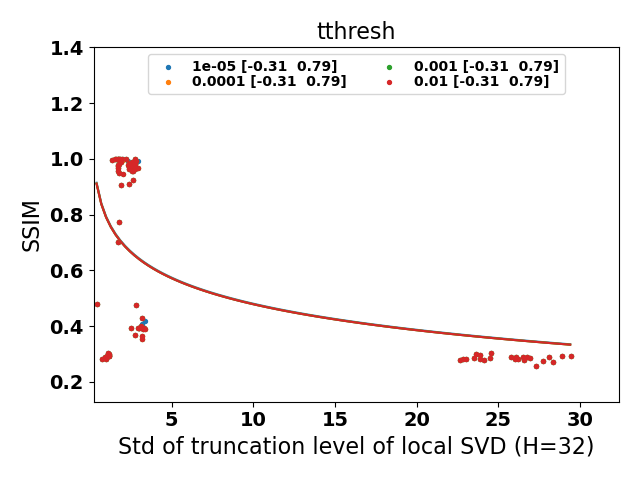 tthresh
1e-05 [-0.31  0.79]
0.0001 [-0.31  0.79]
0.001 [-0.31  0.79]
0.01 [-0.31  0.79]
SSIM
1.4
1.2
1.0
0.8
0.6
0.4
0.2
5 10 15 20 25 30
Std of truncation level of local SVD (H=32)